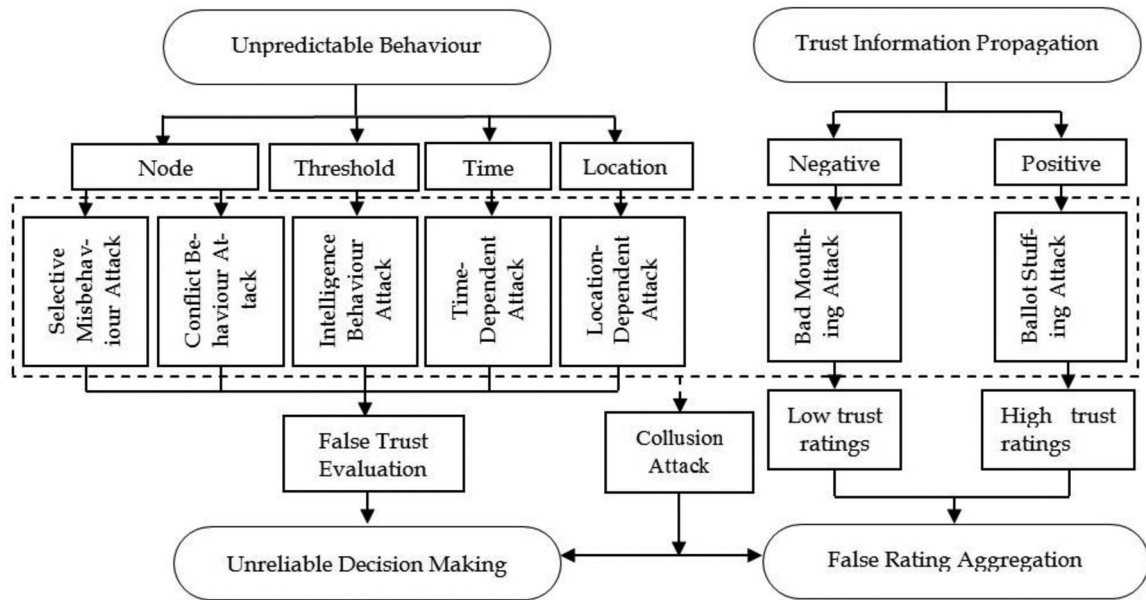 Unpredictable Behaviour
Trust Information Propagation
Node
Threshold
Time
Location
Negative
Positive
Selective
Misbehav-
iour Attack
Conflict Be-
haviour At-
tack
Intelligence
Behaviour
Attack
Time-
Dependent
Attack
Location-
Dependent
Attack
Bad Mouth-
ing Attack
Ballot Stuff-
ing Attack
False Trust
Evaluation
Collusion
Attack
Low trust
ratings
High trust
ratings
Unreliable Decision Making
False Rating Aggregation